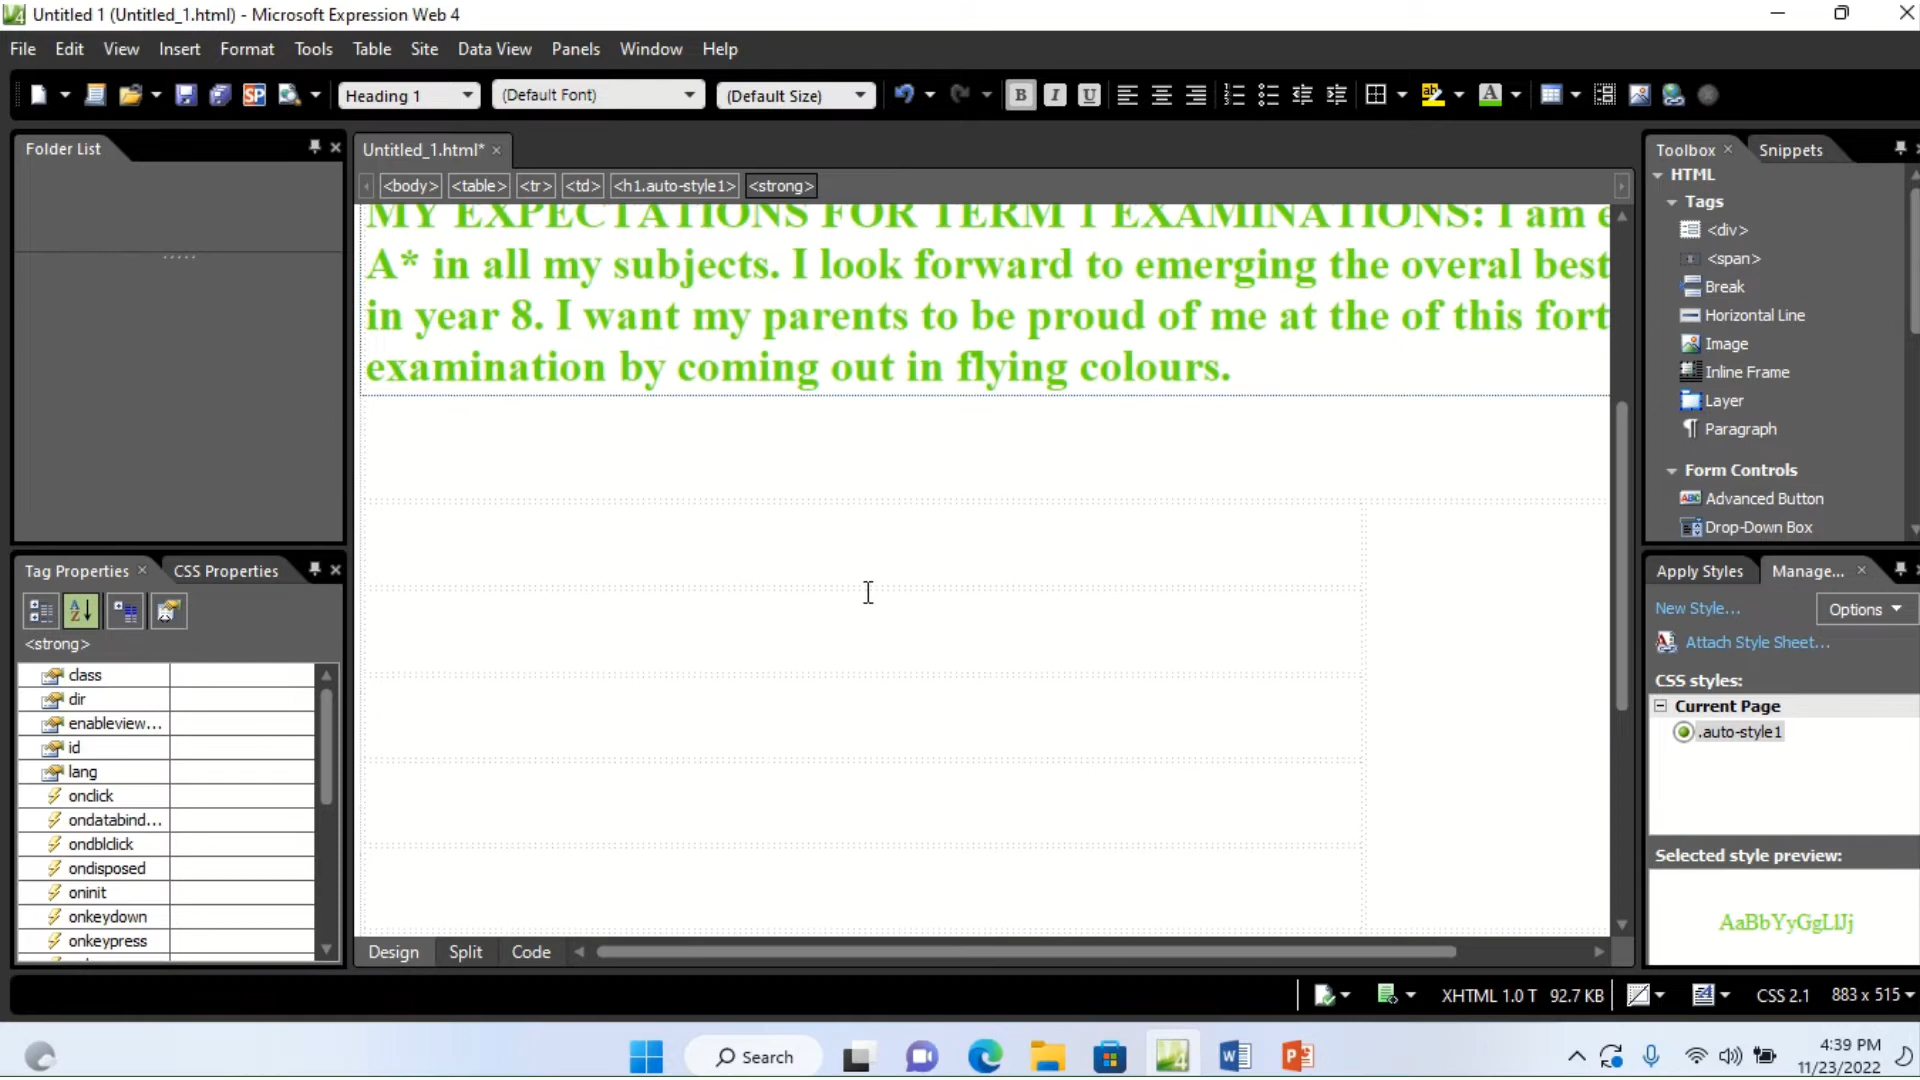 Untitled 1 (Untitled_1.html) - Microsoft Expression Web 4
File Edit View Insert Format Tools Table Site Data View Panels Window Help
Heading 1 (Default Font) (Default Size)
Folder List
Untitled_1.html*
<body> <table> <tr> <td> <h1.auto-style1> <strong>
MY EXPECTATIONS FOR TERM 1 EXAMINATIONS: I am e
A* in all my subjects. I look forward to emerging the overal best
in year 8. I want my parents to be proud of me at the of this fort
examination by coming out in flying colours.
Toolbox Snippets
HTML
Tags
<div>
<span>
Break
Horizontal Line
Image
Inline Frame
Layer
Paragraph
Form Controls
Advanced Button
Drop-Down Box
Tag Properties CSS Properties
<strong>
class
dir
enableview...
id
lang
onclick
ondatabind...
ondblclick
ondisposed
oninit
onkeydown
onkeypress
Apply Styles Manage...
New Style... Options
Attach Style Sheet...
CSS styles:
Current Page
.auto-style1
Selected style preview:
AaBbYyGgLlJj
Design Split Code
XHTML 1.0 T 92.7 KB CSS 2.1 883 x 515
Search
4:39 PM
11/23/2022